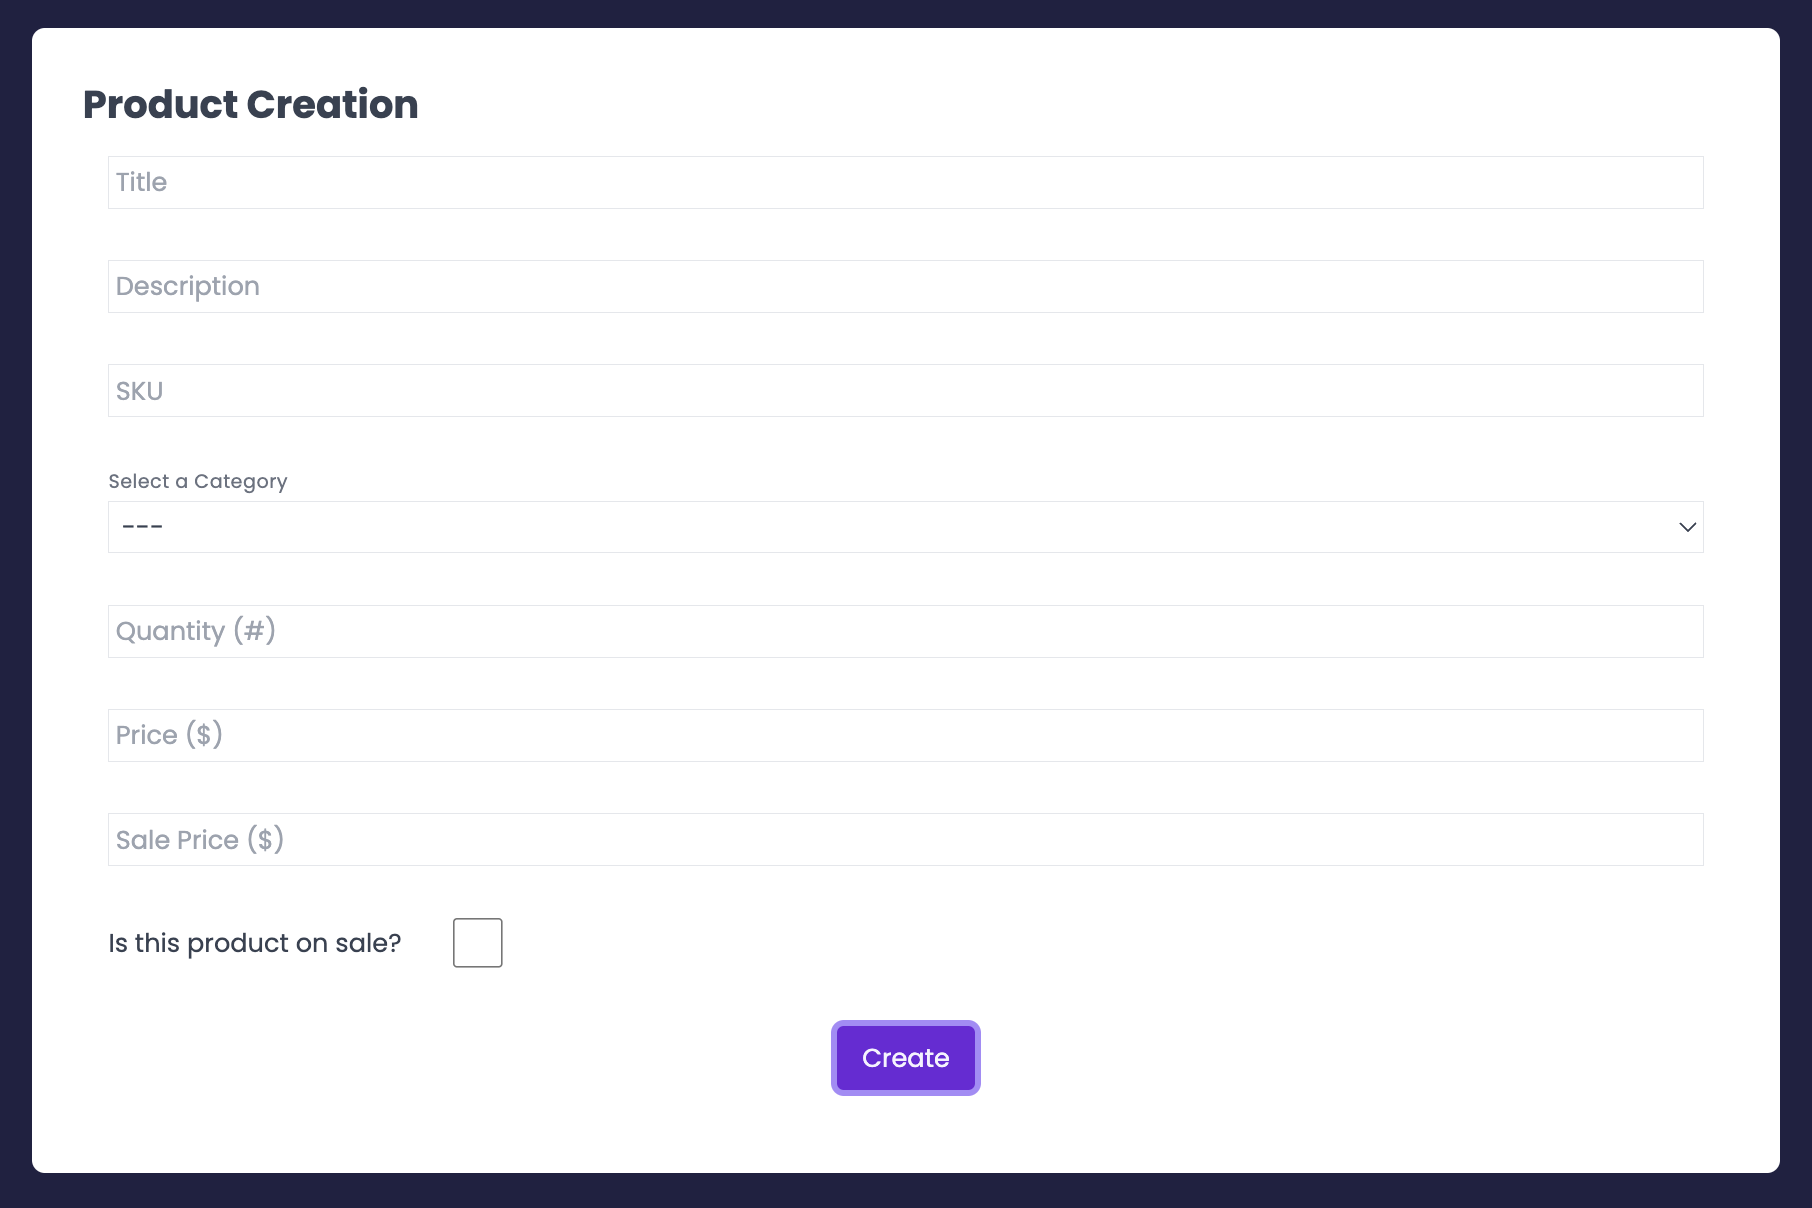 Product Creation
Title
Description
SKU
Select a Category
---
Quantity (#)
Price ($)
Sale Price ($)
Is this product on sale?
Create